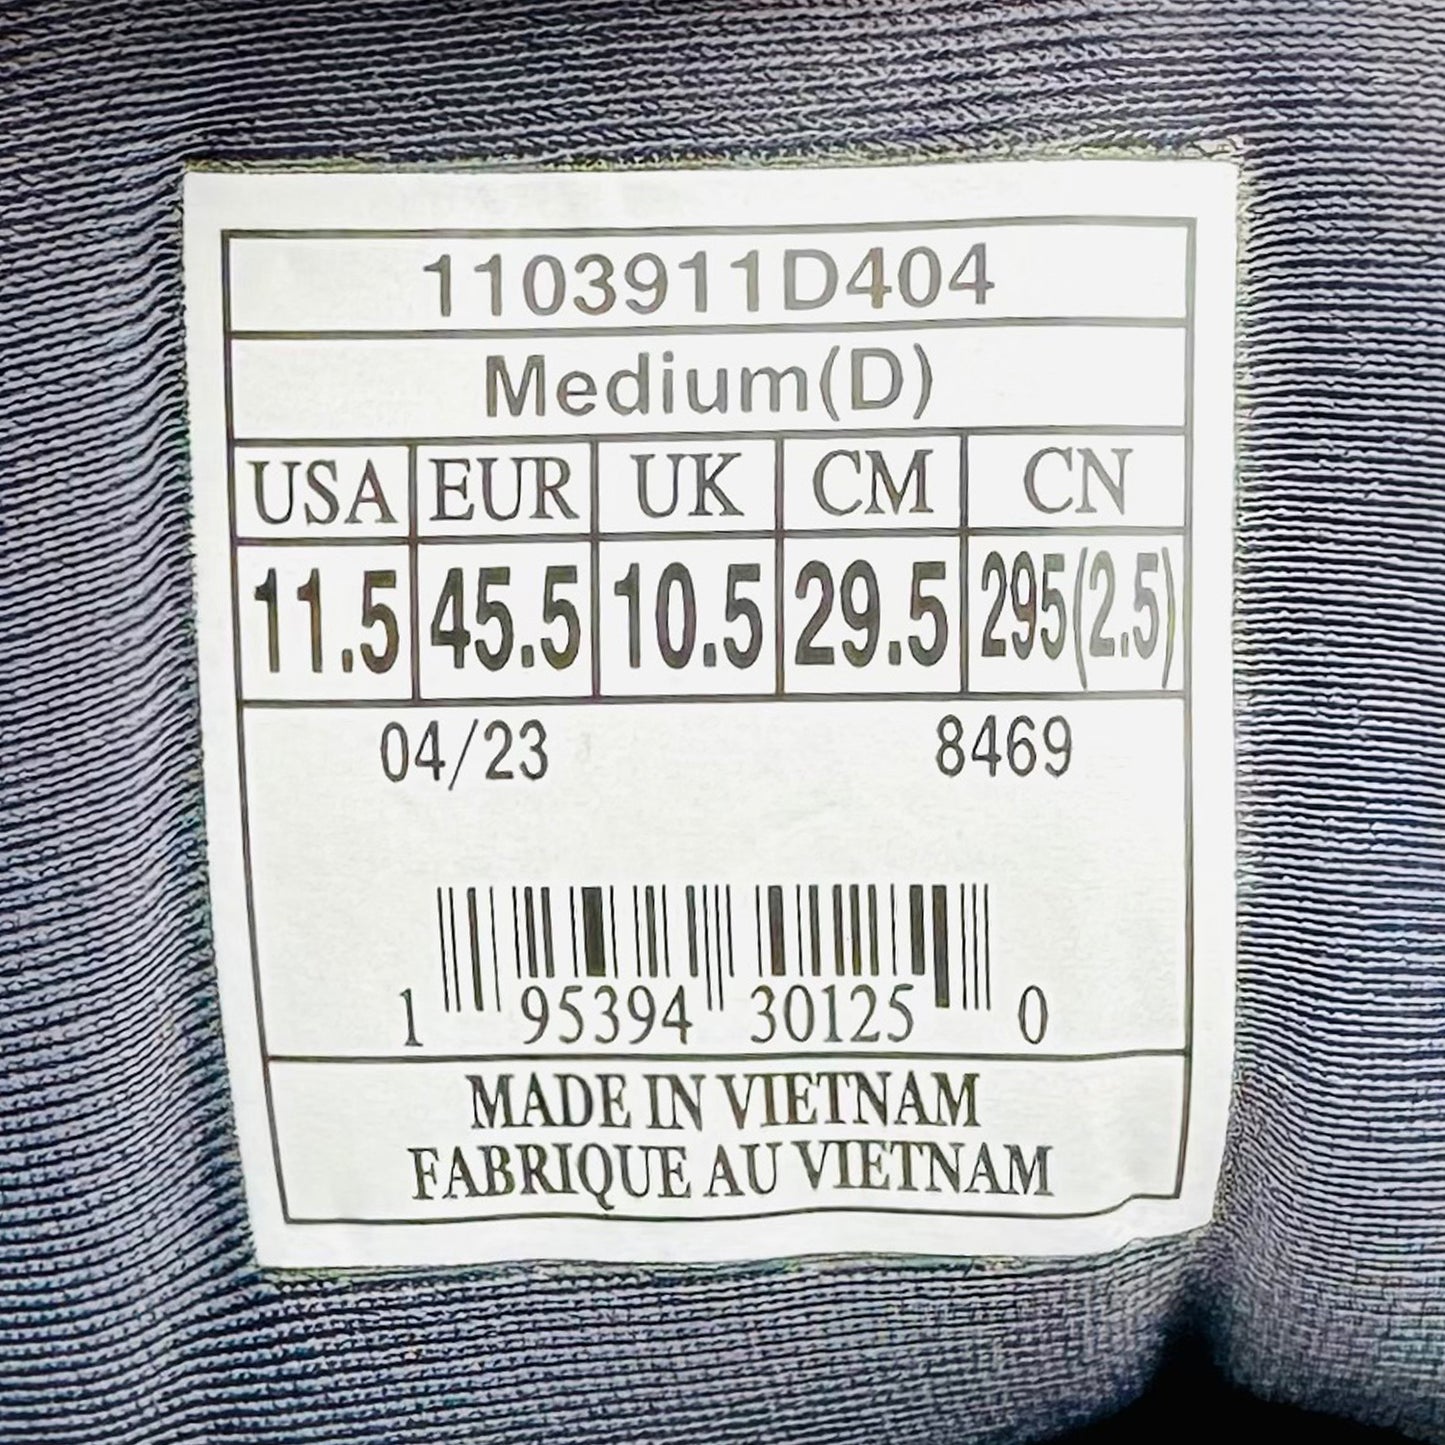 1103911D404
Medium(D)
USA EUR UK CM CN
11.5 45.5 10.5 29.5 295(2.5)
04/23 8469
1 95394 30125 0
MADE IN VIETNAM
FABRIQUE AU VIETNAM